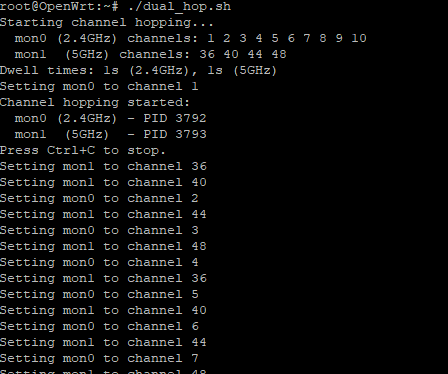 root@OpenWrt:~# ./dual_hop.sh
Starting channel hopping...
  mon0 (2.4GHz) channels: 1 2 3 4 5 6 7 8 9 10
  mon1  (5GHz) channels: 36 40 44 48
Dwell times: 1s (2.4GHz), 1s (5GHz)
Setting mon0 to channel 1
Channel hopping started:
  mon0 (2.4GHz) - PID 3792
  mon1  (5GHz)  - PID 3793
Press Ctrl+C to stop.
Setting mon1 to channel 36
Setting mon1 to channel 40
Setting mon0 to channel 2
Setting mon1 to channel 44
Setting mon0 to channel 3
Setting mon1 to channel 48
Setting mon0 to channel 4
Setting mon1 to channel 36
Setting mon0 to channel 5
Setting mon1 to channel 40
Setting mon0 to channel 6
Setting mon1 to channel 44
Setting mon0 to channel 7
Setting mon1 to channel 48